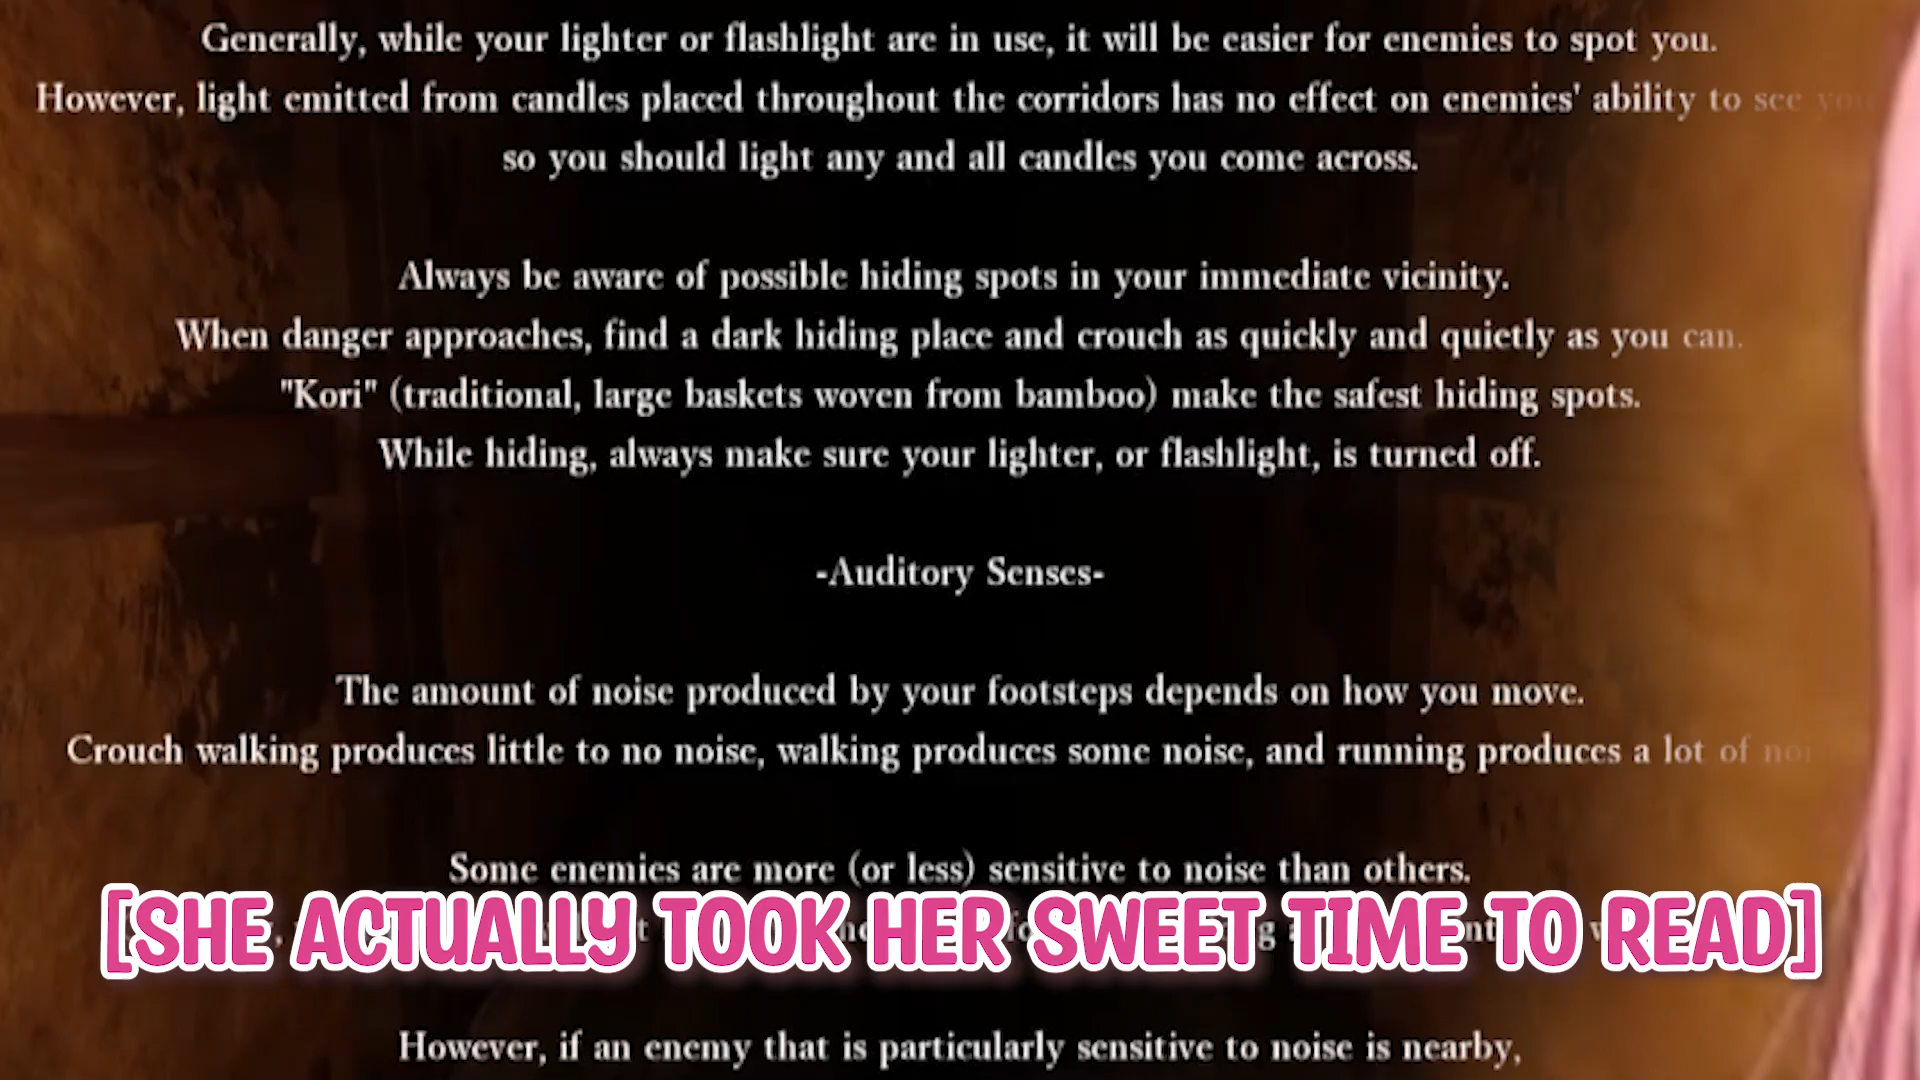 Generally, while your lighter or flashlight are in use, it will be easier for enemies to spot you.
However, light emitted from candles placed throughout the corridors has no effect on enemies' ability to see you
so you should light any and all candles you come across.
Always be aware of possible hiding spots in your immediate vicinity.
When danger approaches, find a dark hiding place and crouch as quickly and quietly as you can.
"Kori" (traditional, large baskets woven from bamboo) make the safest hiding spots.
While hiding, always make sure your lighter, or flashlight, is turned off.
-Auditory Senses-
The amount of noise produced by your footsteps depends on how you move.
Crouch walking produces little to no noise, walking produces some noise, and running produces a lot of
Some enemies are more (or less) sensitive to noise than others.
[SHE ACTUALLY TOOK HER SWEET TIME TO READ]
However, if an enemy that is particularly sensitive to noise is nearby,